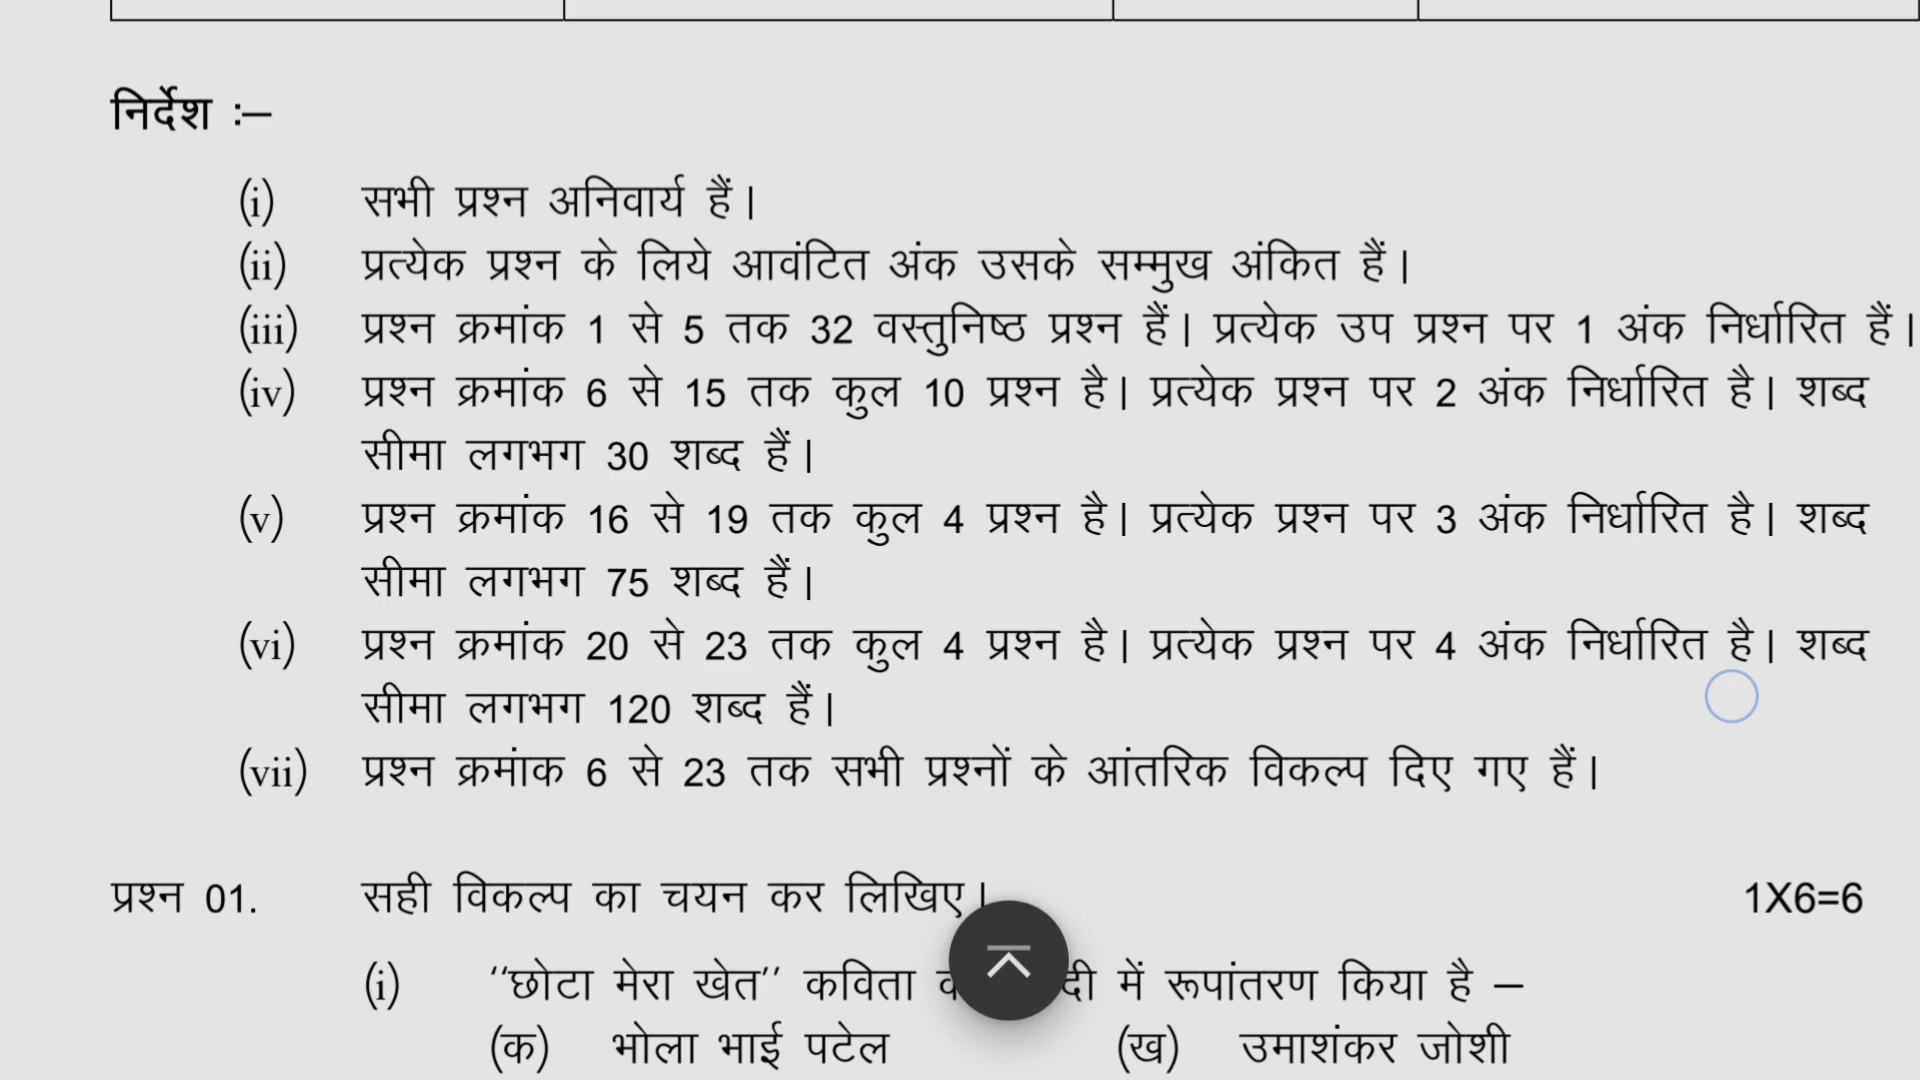 निर्देश :–
(i) सभी प्रश्न अनिवार्य हैं।
(ii) प्रत्येक प्रश्न के लिये आवंटित अंक उसके सम्मुख अंकित हैं।
(iii) प्रश्न क्रमांक 1 से 5 तक 32 वस्तुनिष्ठ प्रश्न हैं। प्रत्येक उप प्रश्न पर 1 अंक निर्धारित हैं।
(iv) प्रश्न क्रमांक 6 से 15 तक कुल 10 प्रश्न है। प्रत्येक प्रश्न पर 2 अंक निर्धारित है। शब्द
सीमा लगभग 30 शब्द हैं।
(v) प्रश्न क्रमांक 16 से 19 तक कुल 4 प्रश्न है। प्रत्येक प्रश्न पर 3 अंक निर्धारित है। शब्द
सीमा लगभग 75 शब्द हैं।
(vi) प्रश्न क्रमांक 20 से 23 तक कुल 4 प्रश्न है। प्रत्येक प्रश्न पर 4 अंक निर्धारित है। शब्द
सीमा लगभग 120 शब्द हैं।
(vii) प्रश्न क्रमांक 6 से 23 तक सभी प्रश्नों के आंतरिक विकल्प दिए गए हैं।
प्रश्न 01. सही विकल्प का चयन कर लिखिए। 1X6=6
(i) ‘‘छोटा मेरा खेत’’ कविता में रूपांतरण किया है –
(क) भोला भाई पटेल (ख) उमाशंकर जोशी